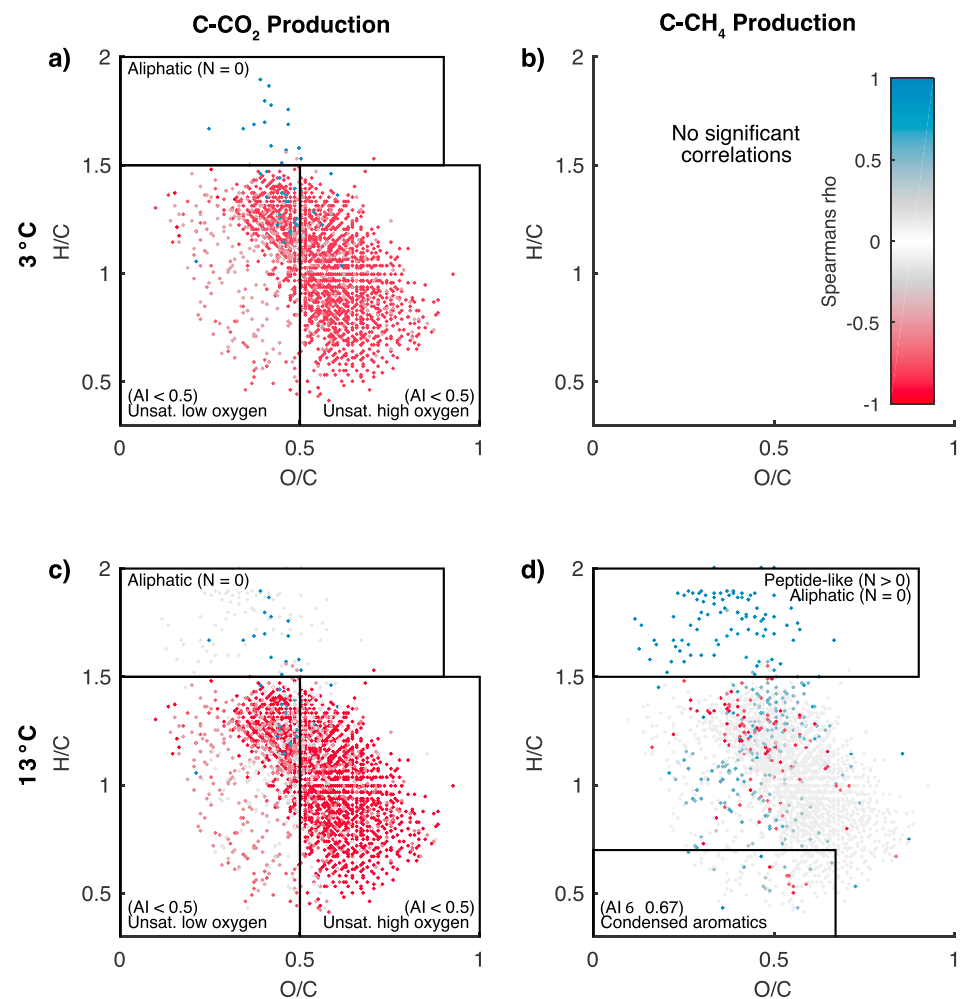 C-CO2 Production
C-CH4 Production
3 °C
13 °C
a)
Aliphatic (N = 0)
(AI < 0.5)
Unsat. low oxygen
(AI < 0.5)
Unsat. high oxygen
H/C
2
1.5
1
0.5
0
0.5
1
O/C
b)
No significant
correlations
H/C
2
1.5
1
0.5
0
0.5
1
O/C
Spearmans rho
1
0.5
0
-0.5
-1
c)
Aliphatic (N = 0)
(AI < 0.5)
Unsat. low oxygen
(AI < 0.5)
Unsat. high oxygen
H/C
2
1.5
1
0.5
0
0.5
1
O/C
d)
Peptide-like (N > 0)
Aliphatic (N = 0)
(AI 6 0.67)
Condensed aromatics
H/C
2
1.5
1
0.5
0
0.5
1
O/C